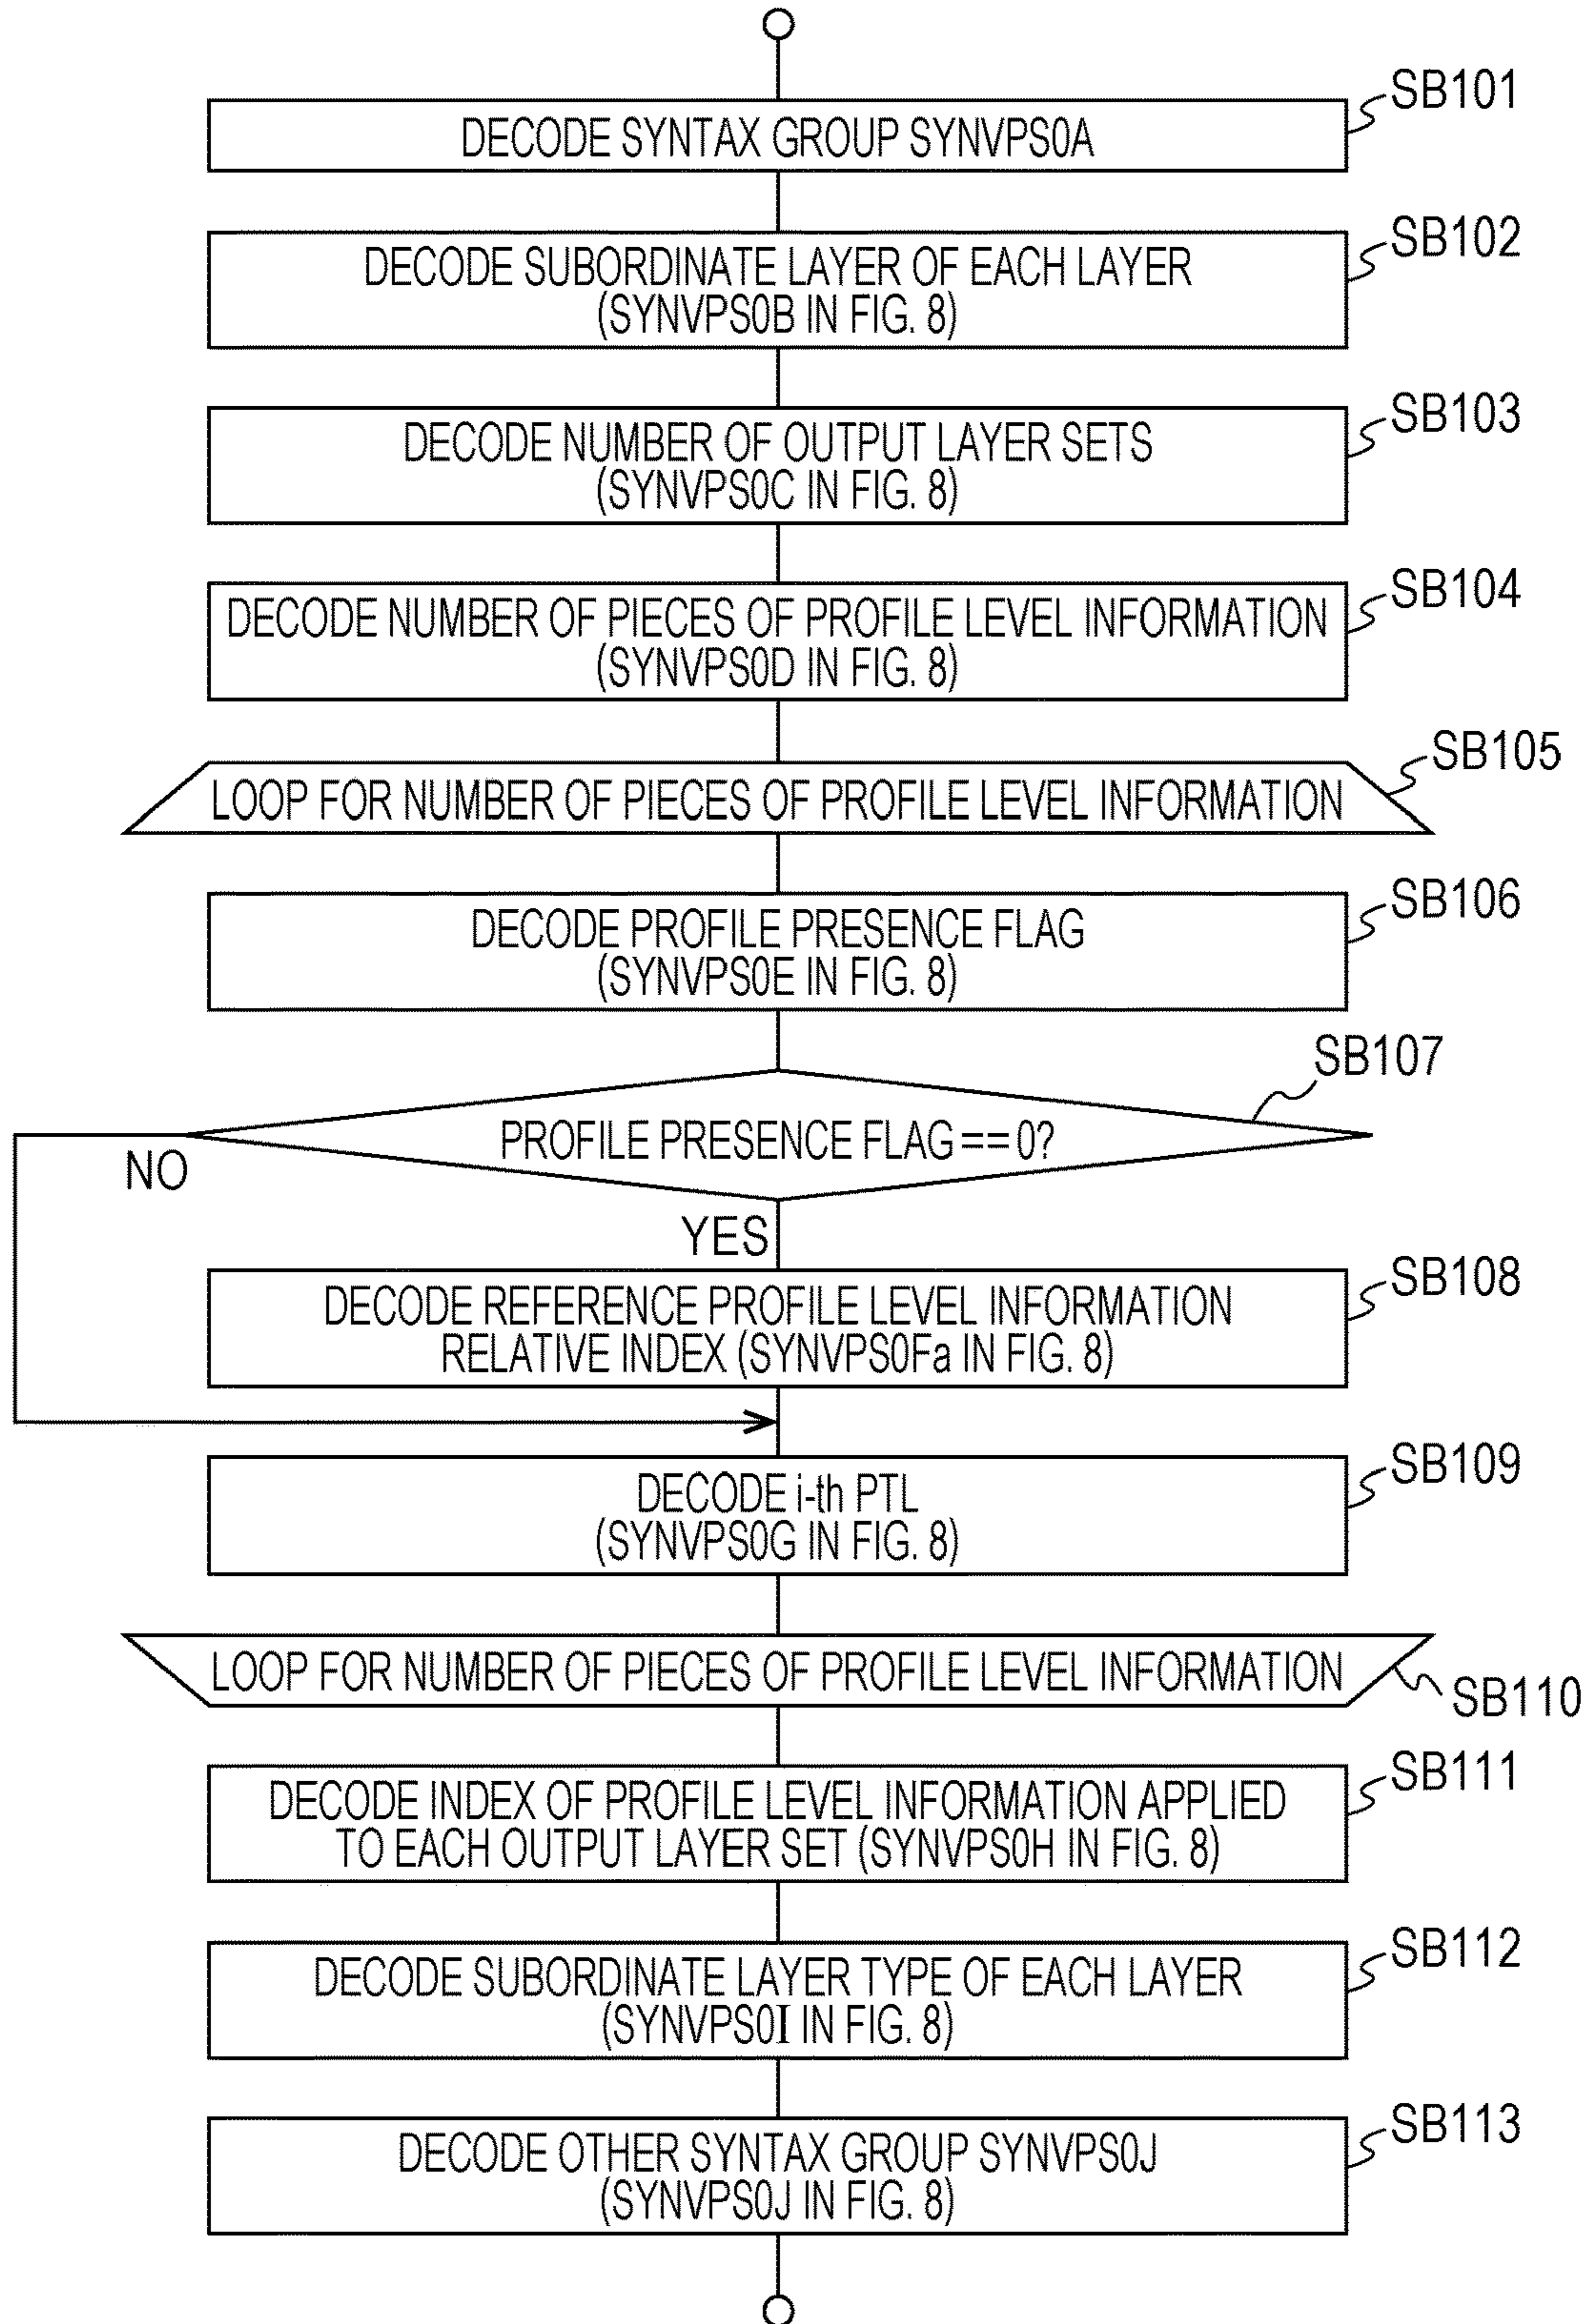 SB101
DECODE SYNTAX GROUP SYNVPS0A
SB102
DECODE SUBORDINATE LAYER OF EACH LAYER
(SYNVPS0B IN FIG. 8)
SB103
DECODE NUMBER OF OUTPUT LAYER SETS
(SYNVPS0C IN FIG. 8)
SB104
DECODE NUMBER OF PIECES OF PROFILE LEVEL INFORMATION
(SYNVPS0D IN FIG. 8)
SB105
LOOP FOR NUMBER OF PIECES OF PROFILE LEVEL INFORMATION
SB106
DECODE PROFILE PRESENCE FLAG
(SYNVPS0E IN FIG. 8)
SB107
PROFILE PRESENCE FLAG == 0?
NO
YES
SB108
DECODE REFERENCE PROFILE LEVEL INFORMATION
RELATIVE INDEX (SYNVPS0Fa IN FIG. 8)
SB109
DECODE i-th PTL
(SYNVPS0G IN FIG. 8)
LOOP FOR NUMBER OF PIECES OF PROFILE LEVEL INFORMATION
SB110
SB111
DECODE INDEX OF PROFILE LEVEL INFORMATION APPLIED
TO EACH OUTPUT LAYER SET (SYNVPS0H IN FIG. 8)
SB112
DECODE SUBORDINATE LAYER TYPE OF EACH LAYER
(SYNVPS0I IN FIG. 8)
SB113
DECODE OTHER SYNTAX GROUP SYNVPS0J
(SYNVPS0J IN FIG. 8)